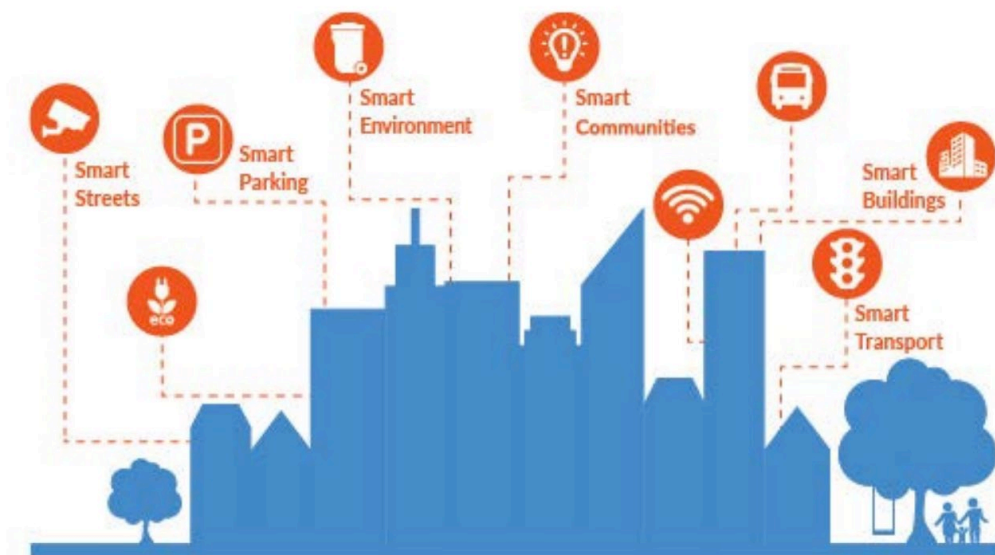 Smart
Environment
Smart
Communities
Smart
Streets
P
Smart
Parking
Smart
Buildings
eco
Smart
Transport